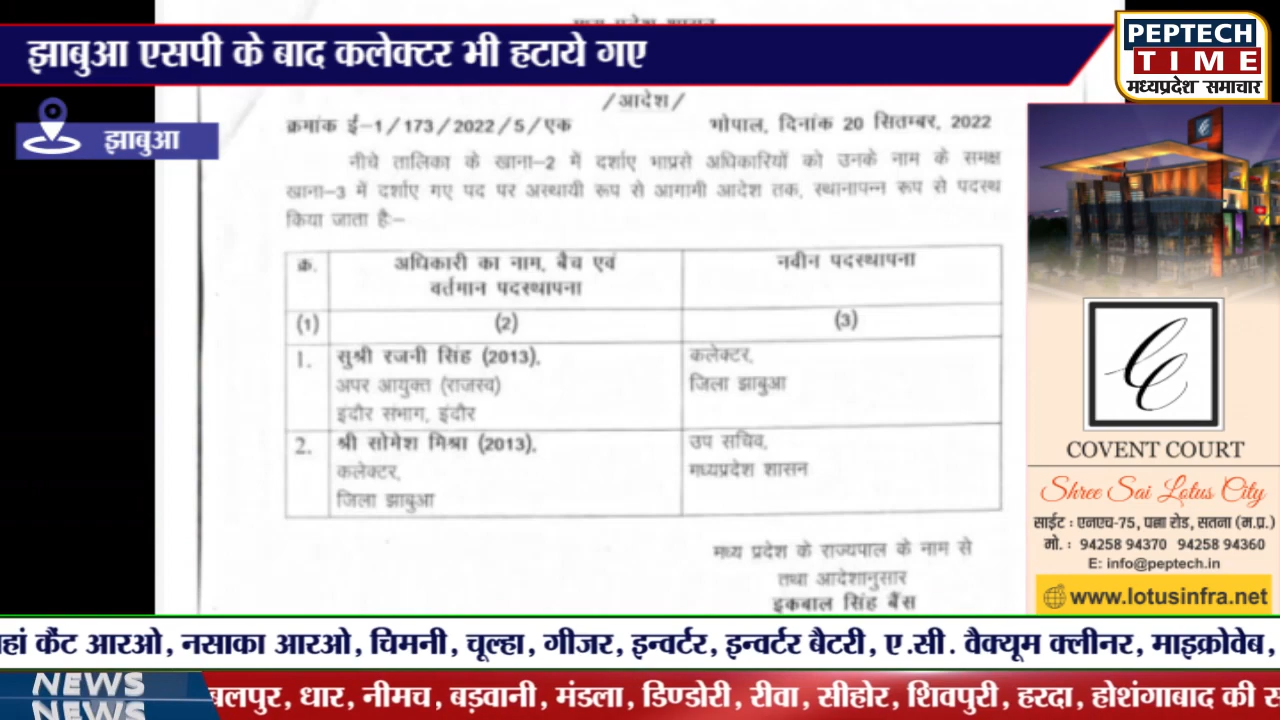 झाबुआ एसपी के बाद कलेक्टर भी हटाये गए
PEPTECH
TIME
मध्यप्रदेश समाचार
झाबुआ
/आदेश/
क्रमांक ई-1/173/2022/5/एक
भोपाल, दिनांक 20 सितम्बर, 2022
नीचे तालिका के खाना-2 में दर्शाए भाप्रसे अधिकारियों को उनके नाम के समक्ष
खाना-3 में दर्शाए गए पद पर अस्थायी रूप से आगामी आदेश तक, स्थानापन्न रूप से पदस्थ
किया जाता है:-
क्र. अधिकारी का नाम, बैच एवं नवीन पदस्थापना
वर्तमान पदस्थापना
(1) (2) (3)
1. सुश्री रजनी सिंह (2013), कलेक्टर,
अपर आयुक्त (राजस्व) जिला झाबुआ
इंदौर संभाग, इंदौर
2. श्री सोमेश मिश्रा (2013), उप सचिव,
कलेक्टर, मध्यप्रदेश शासन
जिला झाबुआ
मध्य प्रदेश के राज्यपाल के नाम से
तथा आदेशानुसार
इकबाल सिंह बैंस
COVENT COURT
Shree Sai Lotus City
साईट : एनएच-75, पन्ना रोड, सतना (म.प्र.)
मो. : 94258 94370 94258 94360
E: info@peptech.in
www.lotusinfra.net
कैंट आरओ, नसाका आरओ, चिमनी, चूल्हा, गीजर, इन्वर्टर, इन्वर्टर बैटरी, ए.सी. वैक्यूम क्लीनर, माइक्रोवेब,
NEWS
NEWS
धार, नीमच, बड़वानी, मंडला, डिण्डोरी, रीवा, सीहोर, शिवपुरी, हरदा, होशंगाबाद की